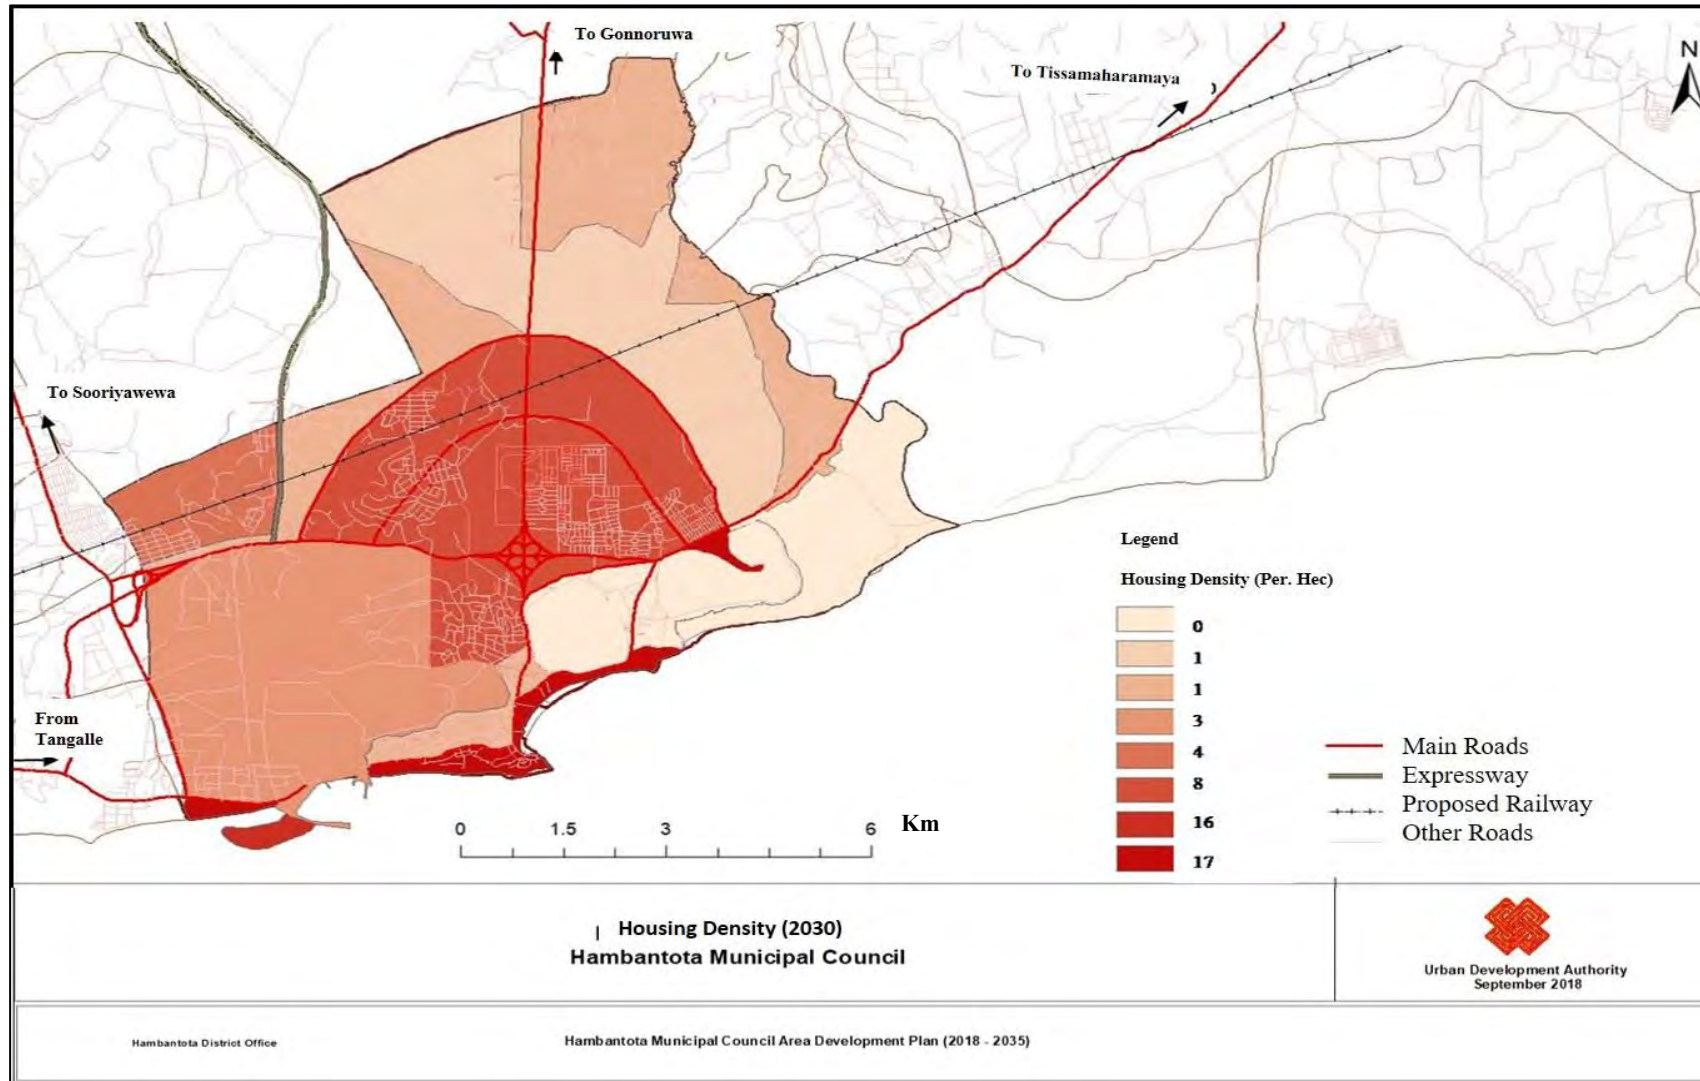 To Gonnoruwa
To Tissamaharamaya
N
To Sooriyawewa
From
Tangalle
Legend
Housing Density (Per. Hec)
0
1
1
3
4
8
16
17
Main Roads
Expressway
Proposed Railway
Other Roads
0 1.5 3 6 Km
Housing Density (2030)
Hambantota Municipal Council
Urban Development Authority
September 2018
Hambantota District Office
Hambantota Municipal Council Area Development Plan (2018 - 2035)